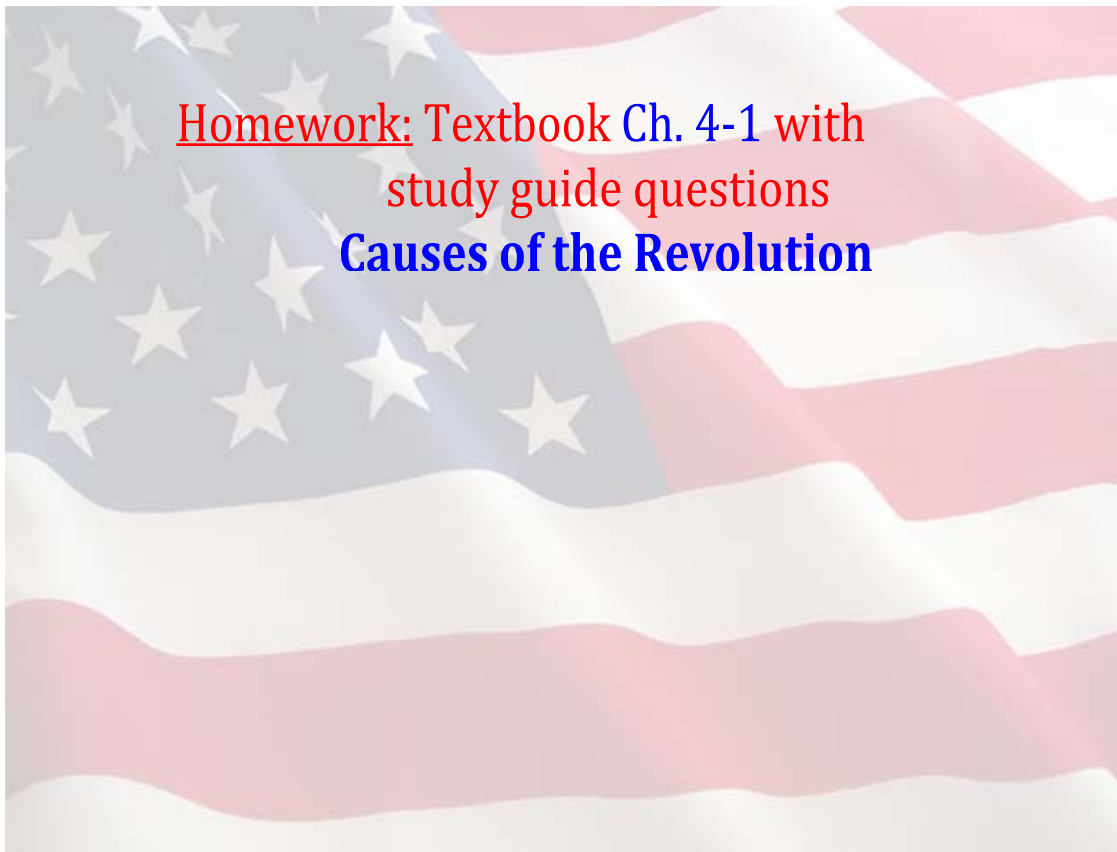 Homework: Textbook Ch. 4-1 with
study guide questions
Causes of the Revolution